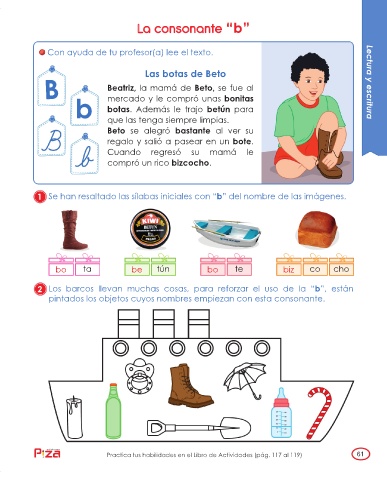 La consonante “b”
Con ayuda de tu profesor(a) lee el texto.
Las botas de Beto
B
b
B
b
Beatriz, la mamá de Beto, se fue al
mercado y le compró unas bonitas
botas. Además le trajo betún para
que las tenga siempre limpias.
Beto se alegró bastante al ver su
regalo y salió a pasear en un bote.
Cuando regresó su mamá le
compró un rico bizcocho.
Lectura y escritura
1 Se han resaltado las sílabas iniciales con “b” del nombre de las imágenes.
KIWI
bo ta
be tún
bo te
biz co cho
2 Los barcos llevan muchas cosas, para reforzar el uso de la “b”, están
pintados los objetos cuyos nombres empiezan con esta consonante.
Piza
Practica tus habilidades en el Libro de Actividades (pág. 117 al 119)
61